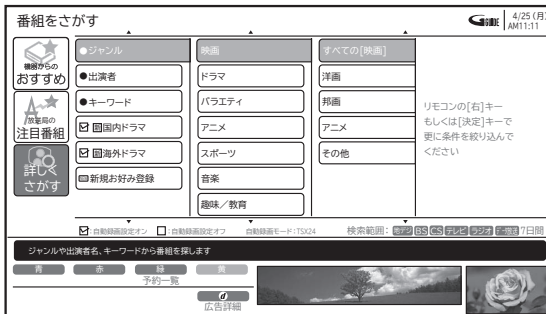 番組をさがす
GGUIDE
4/25(月)
AM11:11
機器からの
おすすめ
放送局の
注目番組
詳しく
さがす
●ジャンル
●出演者
●キーワード
国内ドラマ
海外ドラマ
新規お好み登録
映画
ドラマ
バラエティ
アニメ
スポーツ
音楽
趣味／教育
すべての[映画]
洋画
邦画
アニメ
その他
リモコンの[右]キー
もしくは[決定]キーで
更に条件を絞り込んで
ください
:自動録画設定オン :自動録画設定オフ 自動録画モード:TSX24 検索範囲: 地デジ BS CS テレビ ラジオ データ放送 7日間
ジャンルや出演者名、キーワードから番組を探します
青 赤 緑 黄
予約一覧
d
広告詳細